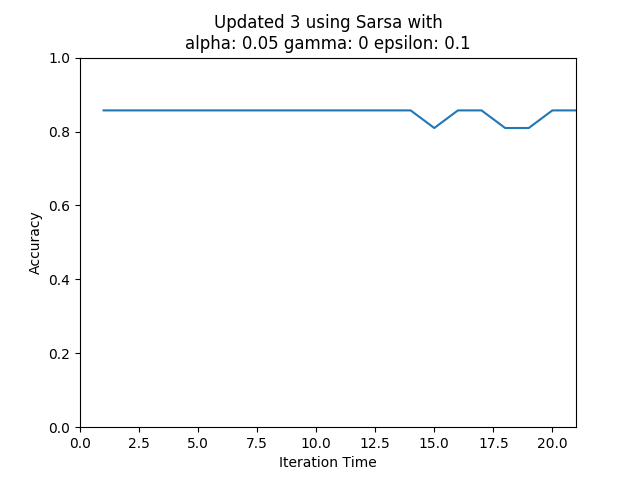 Updated 3 using Sarsa with
alpha: 0.05 gamma: 0 epsilon: 0.1
1.0
0.8
0.6
0.4
0.2
0.0
Accuracy
0.0 2.5 5.0 7.5 10.0 12.5 15.0 17.5 20.0
Iteration Time